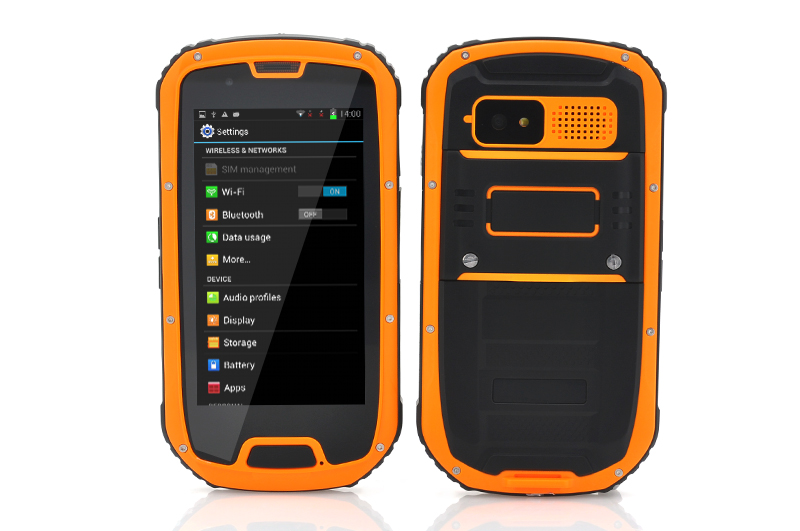 14:00
Settings
WIRELESS & NETWORKS
SIM management
Wi-Fi ON
Bluetooth OFF
Data usage
More...
DEVICE
Audio profiles
Display
Storage
Battery
Apps